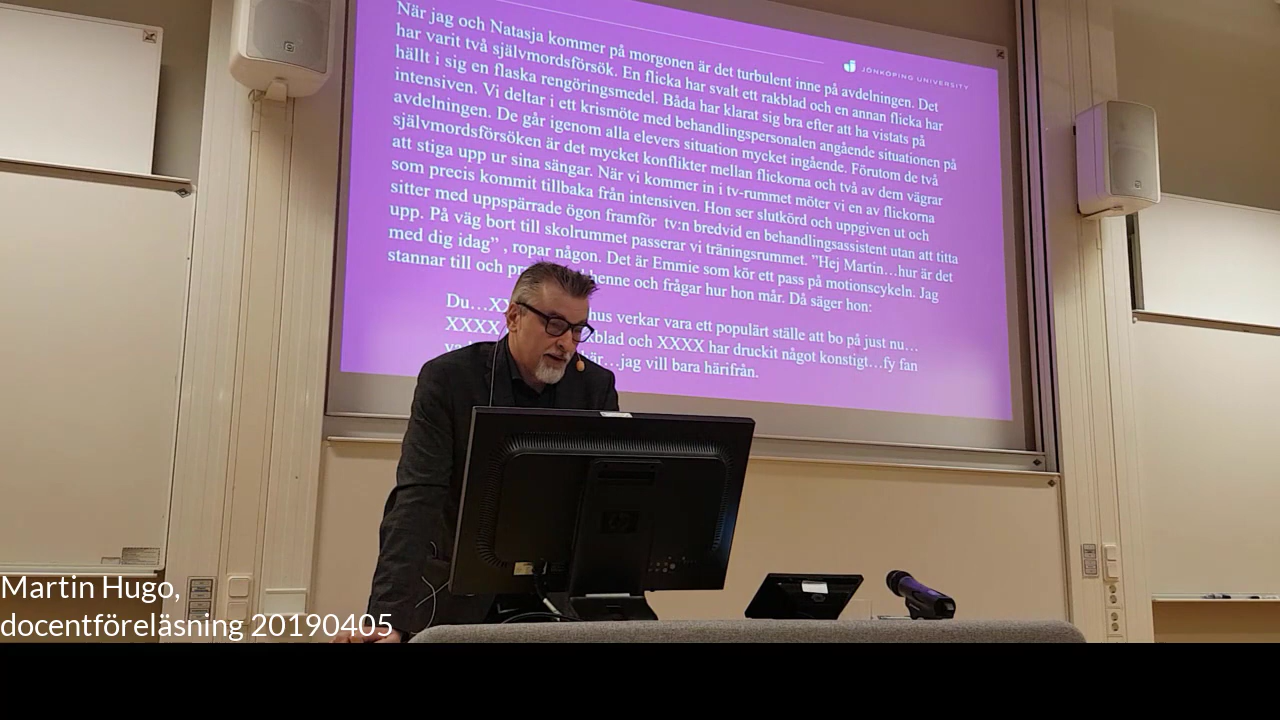 När jag och Natasja kommer på morgonen är det turbulent inne på avdelningen. Det
har varit två självmordsförsök. En flicka har svalt ett rakblad och en annan flicka har
hällt i sig en flaska rengöringsmedel. Båda har klarat sig bra efter att ha vistats på
intensiven. Vi deltar i ett krismöte med behandlingspersonalen angående situationen på
avdelningen. De går igenom alla elevers situation mycket ingående. Förutom de två
självmordsförsöken är det mycket konflikter mellan flickorna och två av dem vägrar
att stiga upp ur sina sängar. När vi kommer in i tv-rummet möter vi en av flickorna
som precis kommit tillbaka från intensiven. Hon ser slutkörd och uppgiven ut och
sitter med uppspärrade ögon framför tv:n bredvid en behandlingsassistent utan att titta
upp. På väg bort till skolrummet passerar vi träningsrummet. ”Hej Martin…hur är det
med dig idag” , ropar någon. Det är Emmie som kör ett pass på motionscykeln. Jag
stannar till och henne och frågar hur hon mår. Då säger hon:
Du…XX hus verkar vara ett populärt ställe att bo på just nu…
XXXX kblad och XXXX har druckit något konstigt…fy fan
här…jag vill bara härifrån.
JÖNKÖPING UNIVERSITY
Martin Hugo,
docentföreläsning 20190405